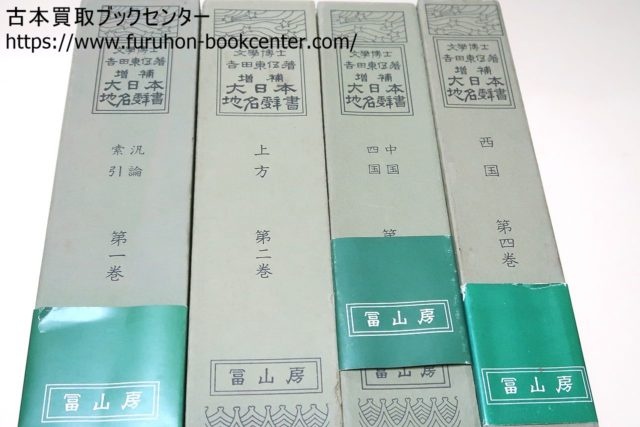 古本買取ブックセンター
https://www.furuhon-bookcenter.com/
文學博士
吉田東伍著
増補
大日本
地名辭書
汎論
索引
第一巻
冨山房
文學博士
吉田東伍著
増補
大日本
地名辭書
上方
第二巻
冨山房
文學博士
吉田東伍著
増補
大日本
地名辭書
中国
四国
第
冨山房
冨山房
文學博士
吉田東伍著
増補
大日本
地名辭書
西国
第四巻
冨山房